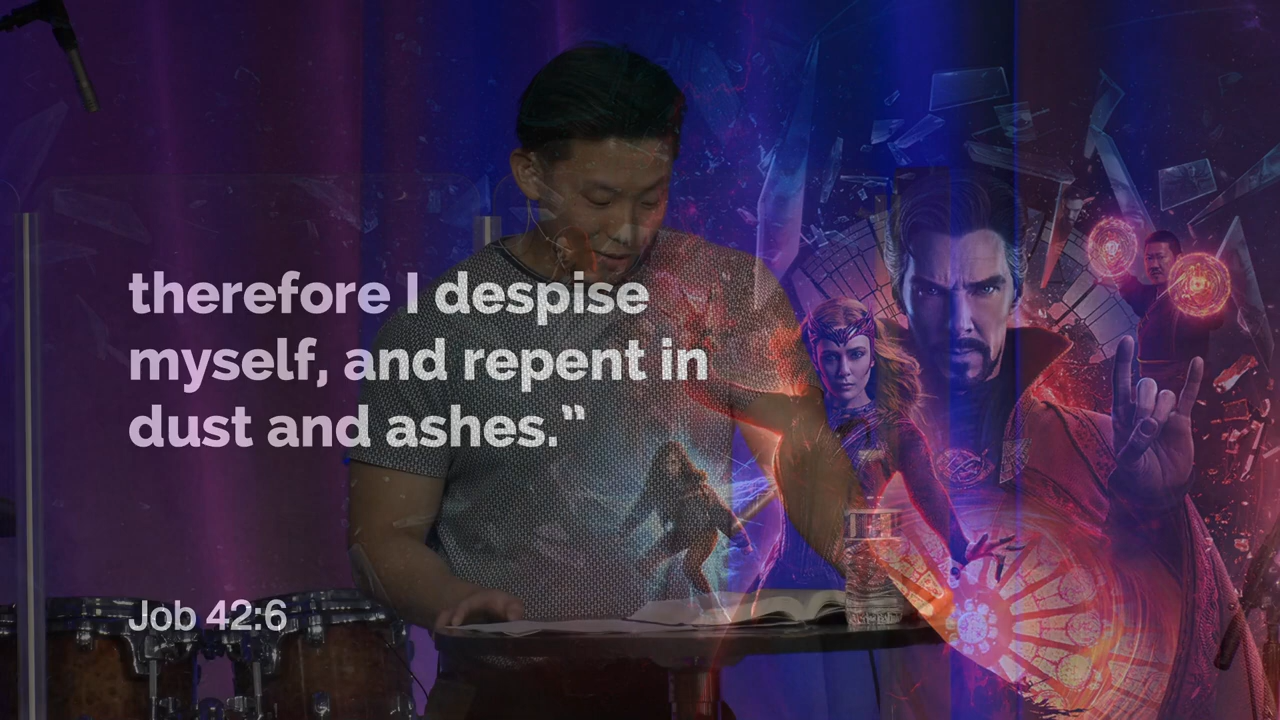 therefore I despise
myself, and repent in
dust and ashes.”
Job 42:6